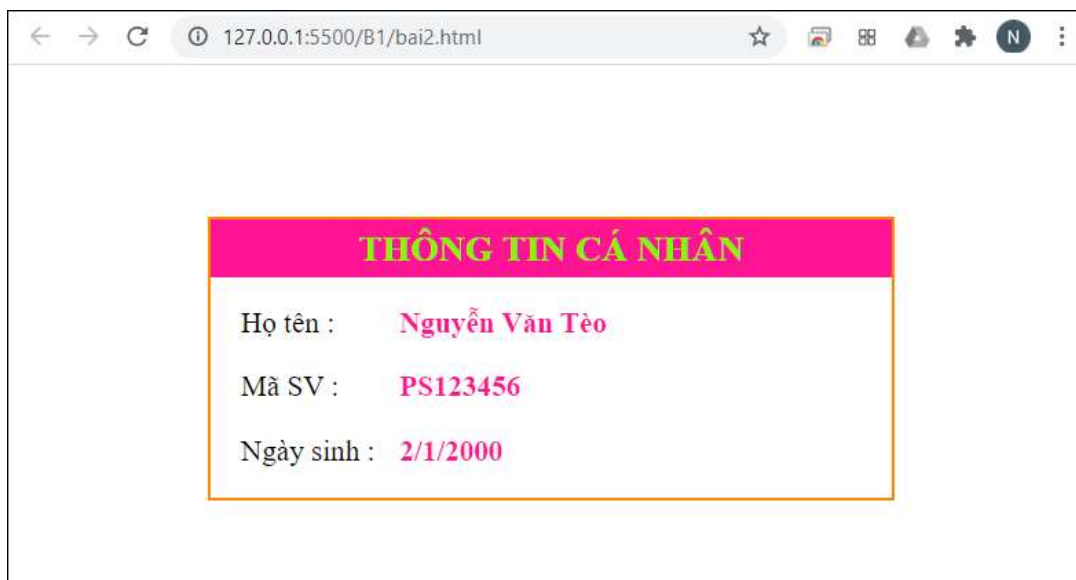 127.0.0.1:5500/B1/bai2.html
N
THÔNG TIN CÁ NHÂN
Họ tên : Nguyễn Văn Tèo
Mã SV : PS123456
Ngày sinh : 2/1/2000